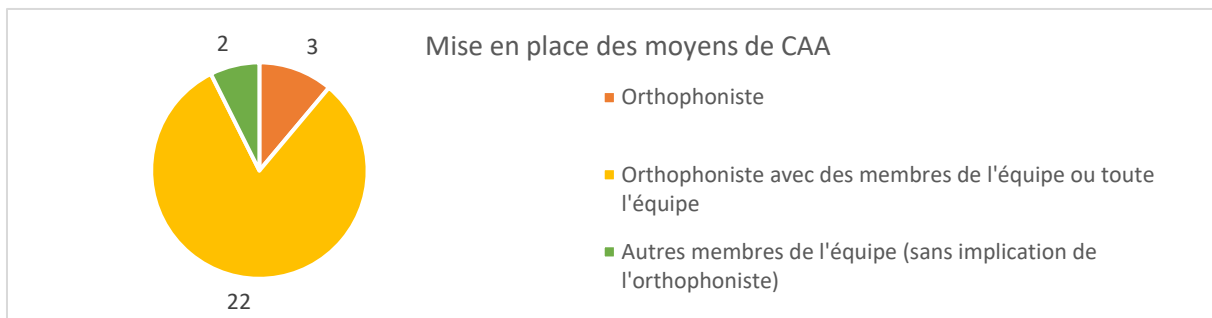 Mise en place des moyens de CAA
2
3
22
Orthophoniste
Orthophoniste avec des membres de l'équipe ou toute
l'équipe
Autres membres de l'équipe (sans implication de
l'orthophoniste)